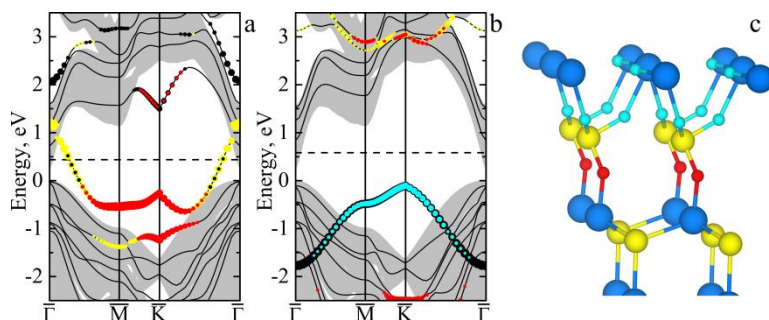 a
b
c
Energy, eV
3
2
1
0
-1
-2
Γ̅
M̅
K̅
Γ̅
Energy, eV
3
2
1
0
-1
-2
Γ̅
M̅
K̅
Γ̅